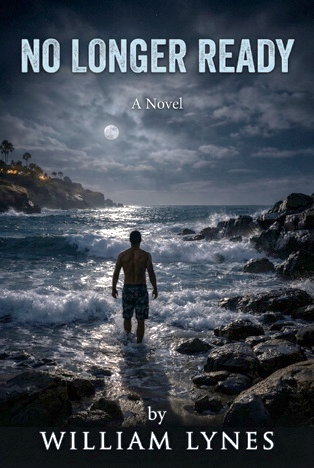 NO LONGER READY
A Novel
by
WILLIAM LYNES